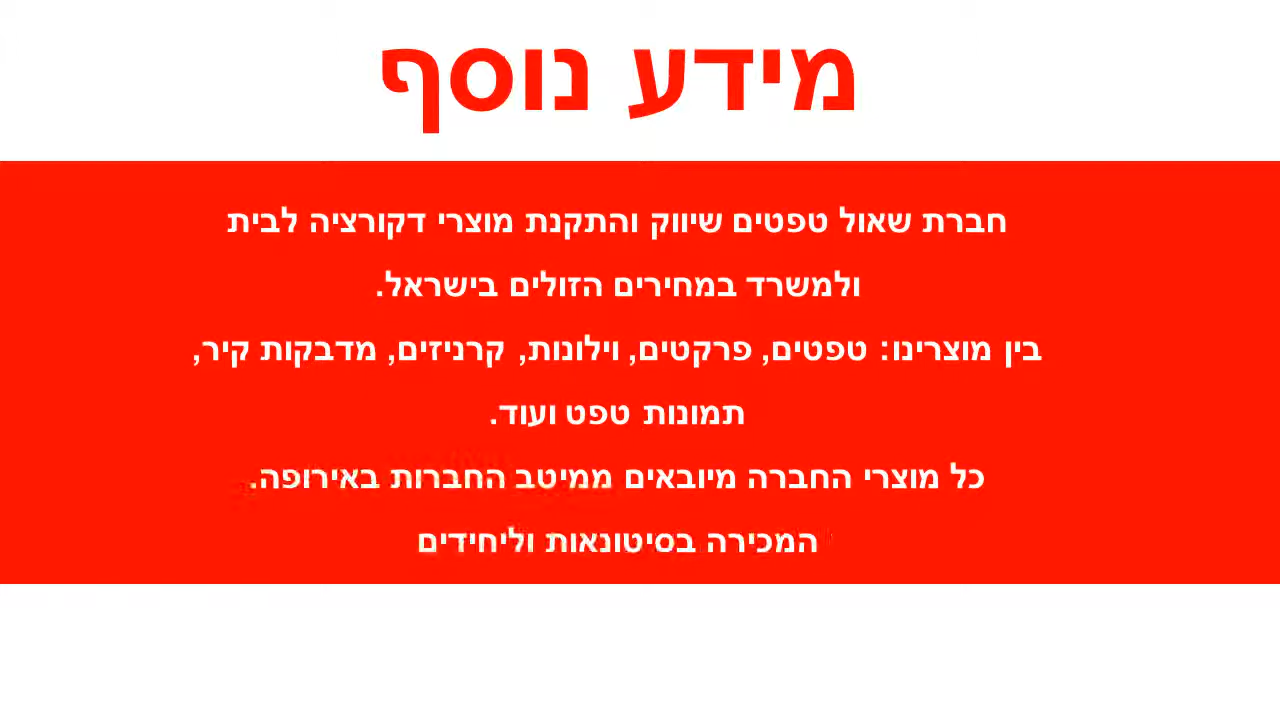 מידע נוסף
חברת שאול טפטים שיווק והתקנת מוצרי דקורציה לבית
ולמשרד במחירים הזולים בישראל.
בין מוצרינו: טפטים, פרקטים, וילונות, קרניזים, מדבקות קיר,
תמונות טפט ועוד.
כל מוצרי החברה מיובאים ממיטב החברות באירופה.
המכירה בסיטונאות וליחידים